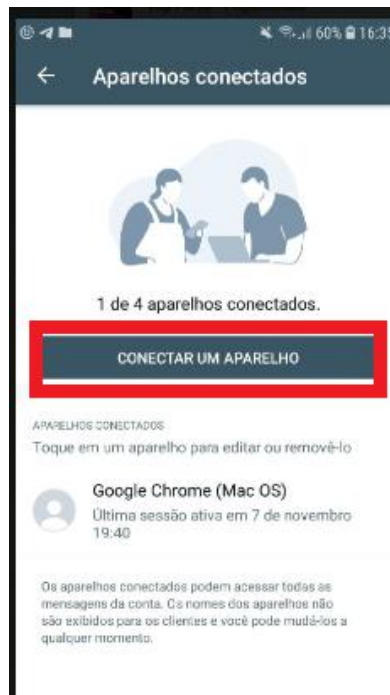 60% 16:35
Aparelhos conectados
1 de 4 aparelhos conectados.
CONECTAR UM APARELHO
APARELHOS CONECTADOS
Toque em um aparelho para editar ou removê-lo
Google Chrome (Mac OS)
Última sessão ativa em 7 de novembro
19:40
Os aparelhos conectados podem acessar todas as
mensagens da conta. Os nomes dos aparelhos não
são exibidos para os clientes e você pode mudá-los a
qualquer momento.